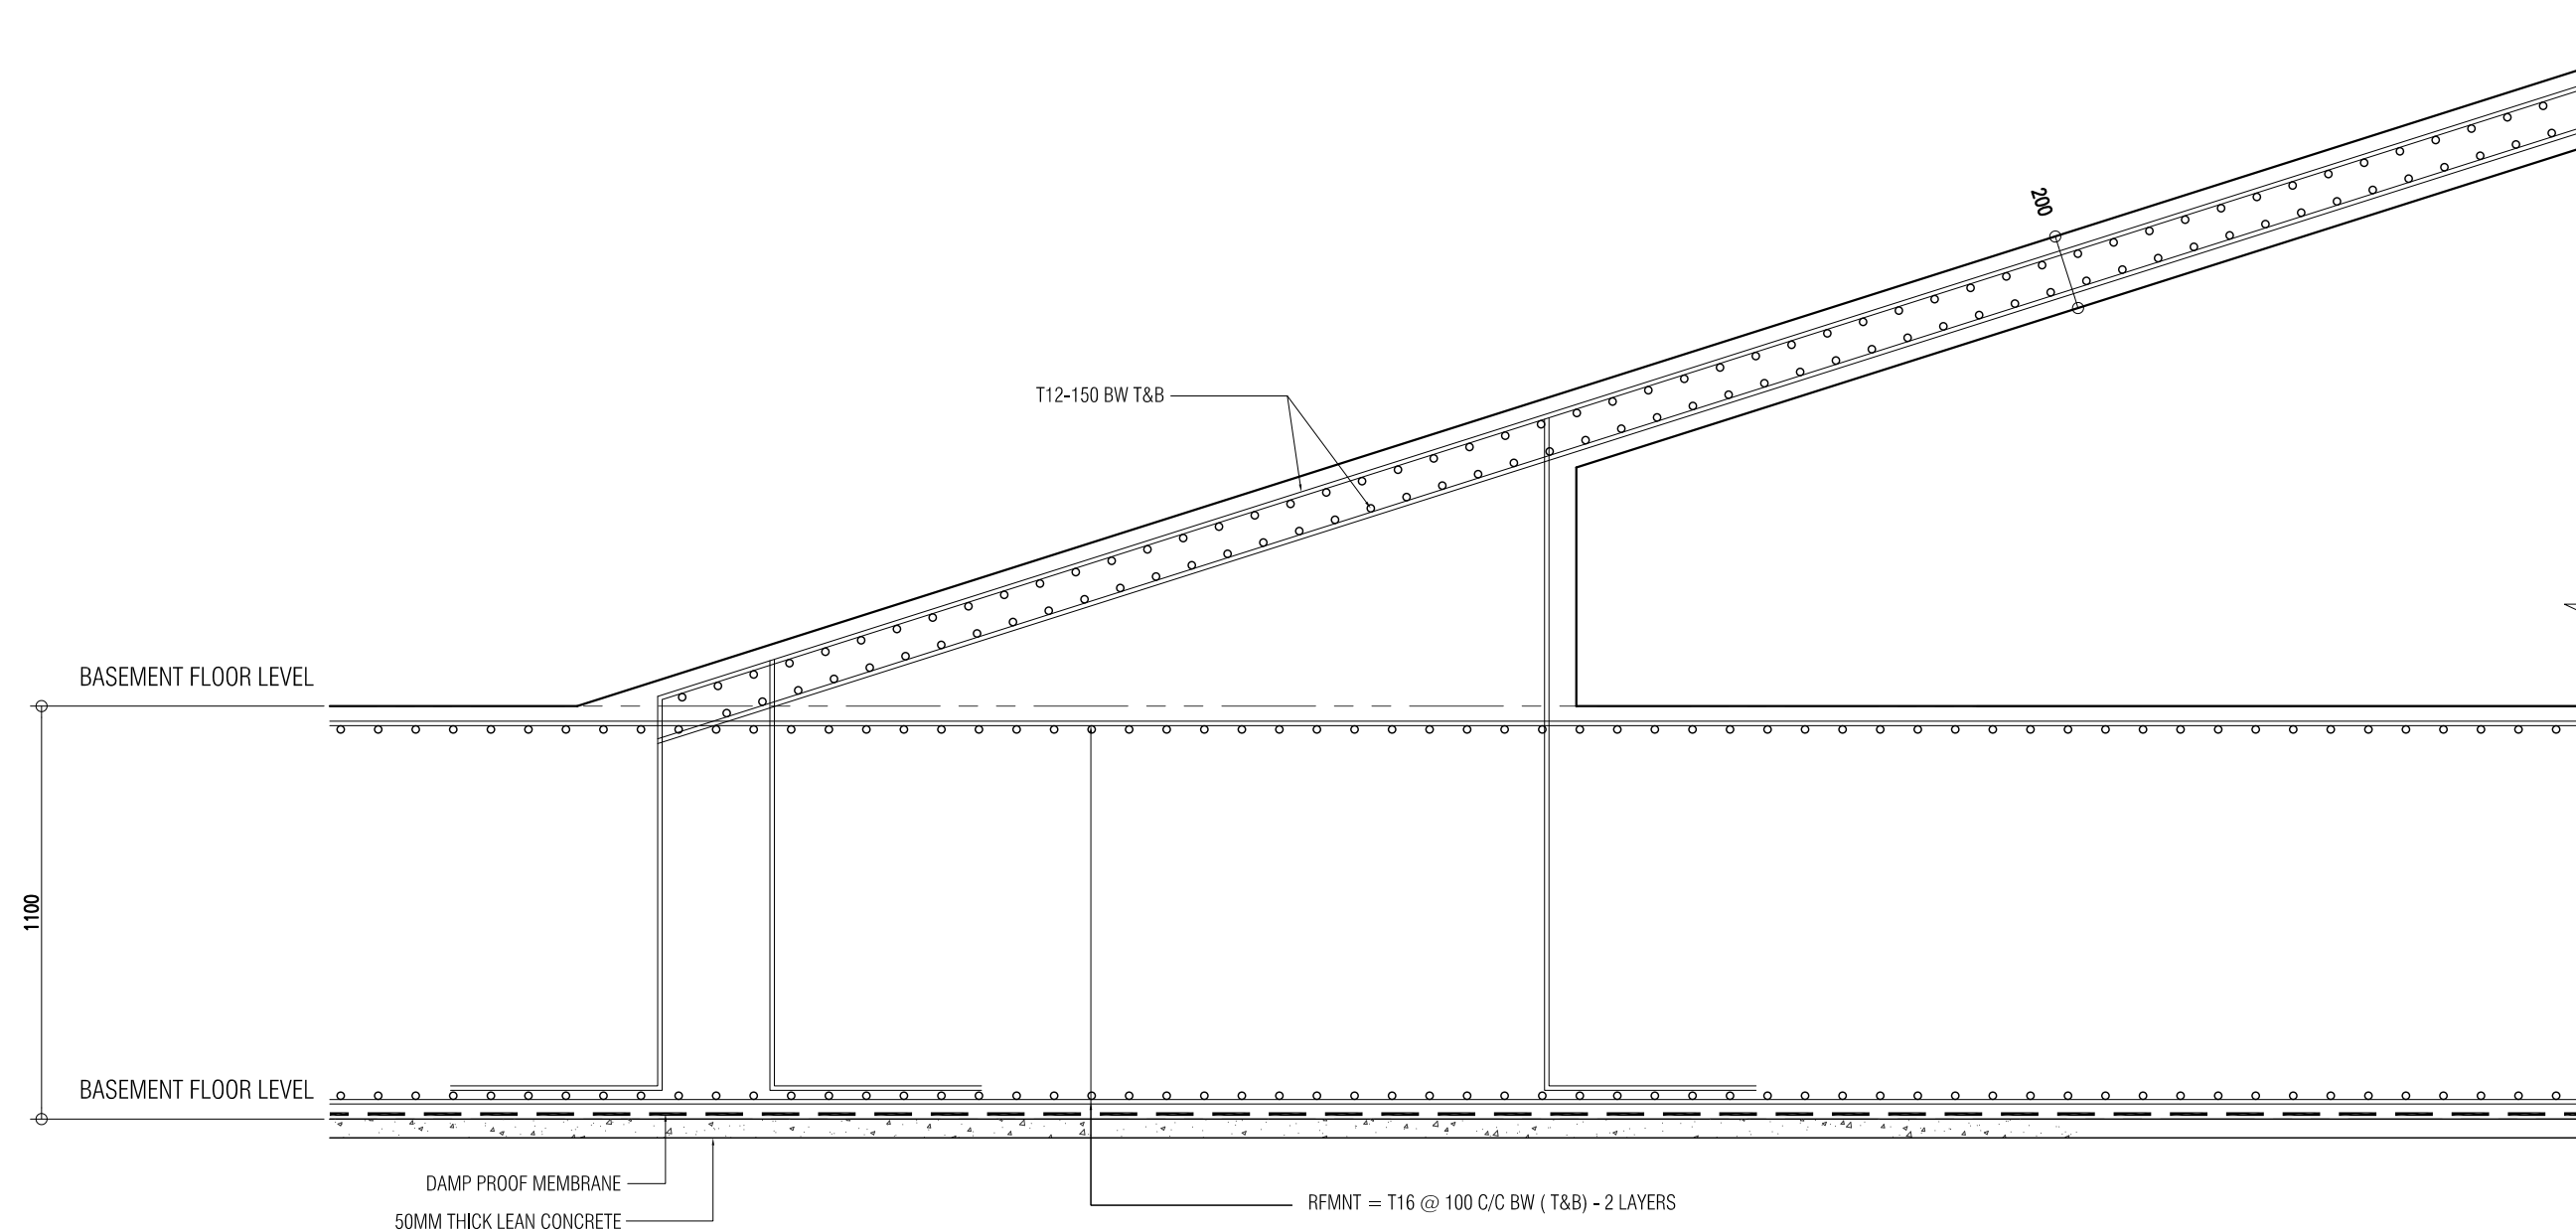 200
T12-150 BW T&B
BASEMENT FLOOR LEVEL
1100
BASEMENT FLOOR LEVEL
DAMP PROOF MEMBRANE
RFMNT = T16 @ 100 C/C BW ( T&B) - 2 LAYERS
50MM THICK LEAN CONCRETE